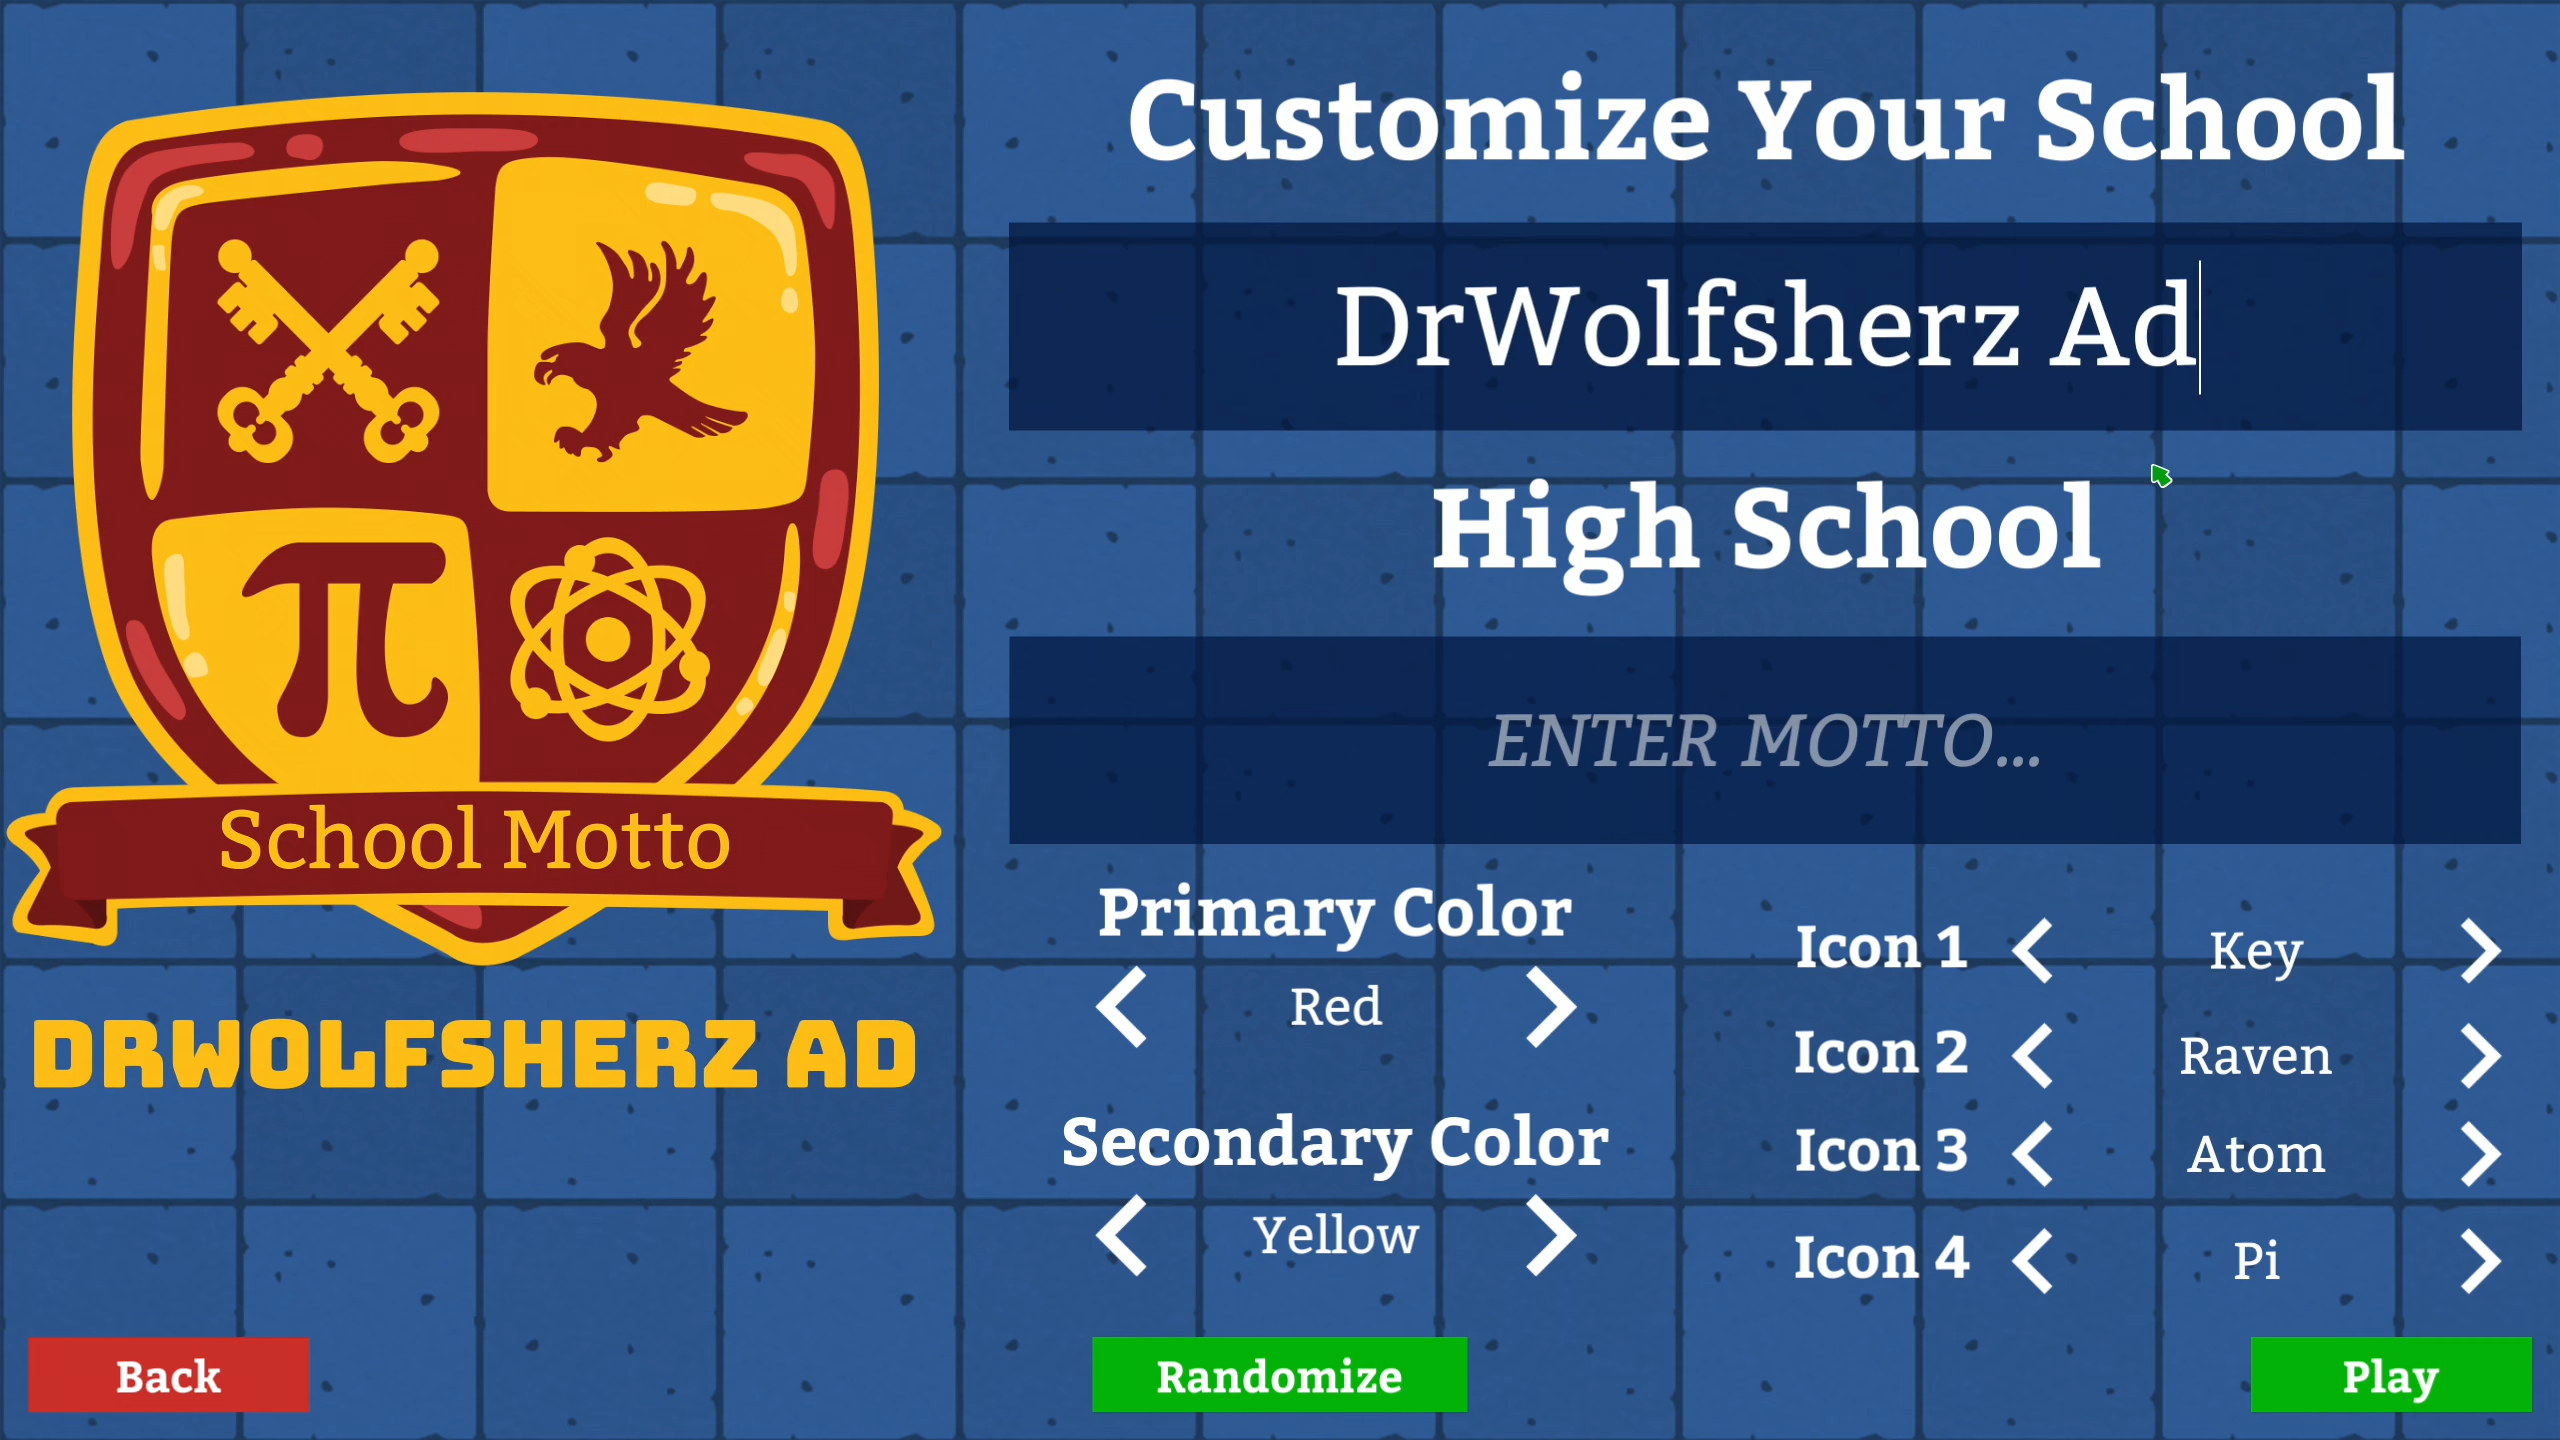 Customize Your School
DrWolfsherz Ad
High School
ENTER MOTTO...
School Motto
DRWOLFSHERZ AD
Primary Color
Red
Secondary Color
Yellow
Icon 1 Key
Icon 2 Raven
Icon 3 Atom
Icon 4 Pi
Back
Randomize
Play